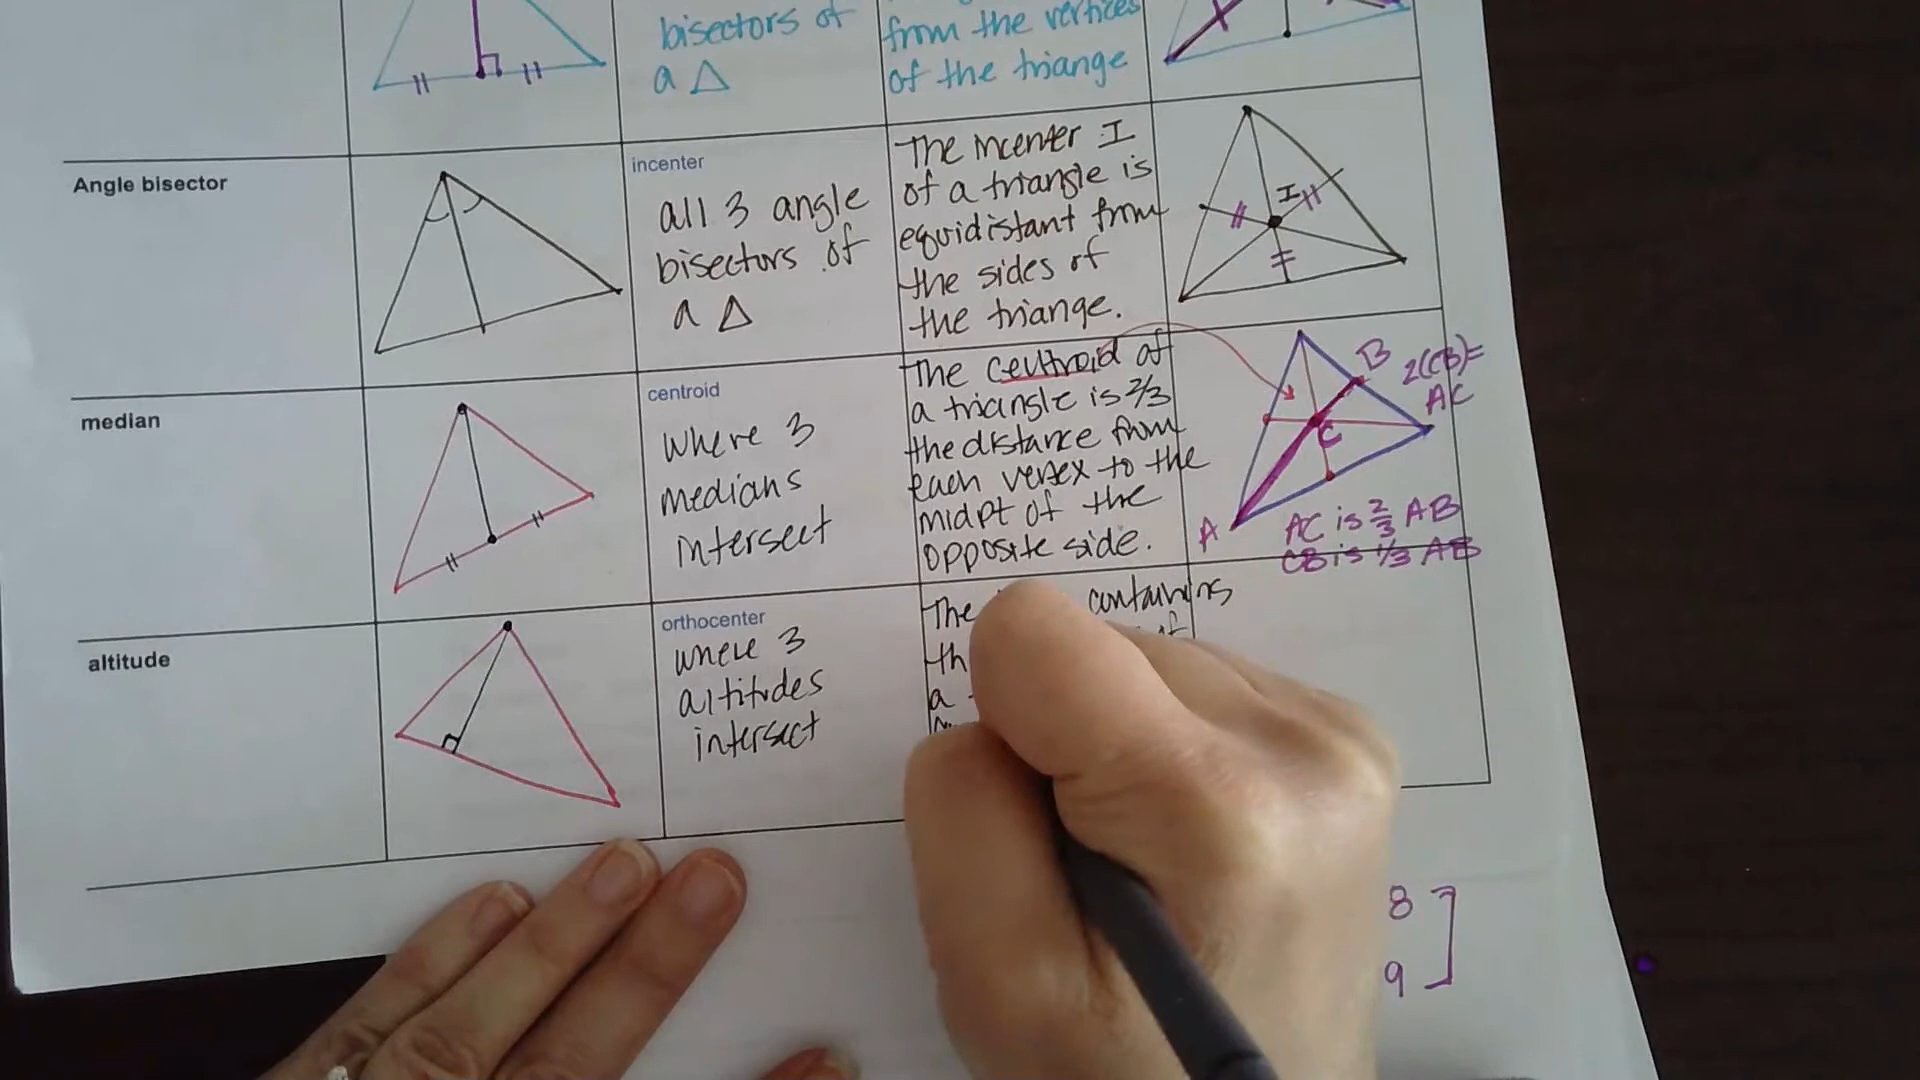 bisectors of
a △
from the vertices
of the triange
Angle bisector
incenter
all 3 angle
bisectors of
a △
The incenter I
of a triangle is
equidistant from
the sides of
the triange.
I
median
centroid
where 3
medians
intersect
The centroid of
a triangle is 2/3
the distance from
each vertex to the
midpt of the
opposite side.
B
2(CB)=
AC
C
A
AC is 2/3 AB
CB is 1/3 AB
altitude
orthocenter
where 3
altitudes
intersect
The
containins
of
a
8
9